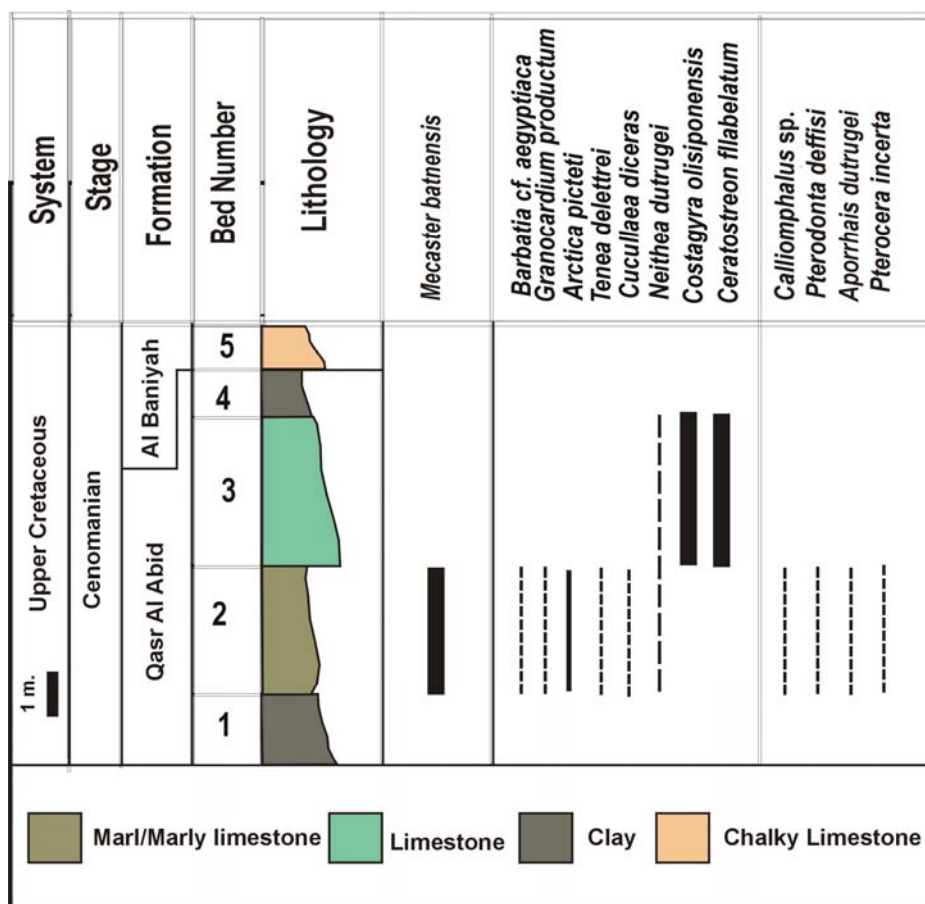 System
Stage
Formation
Bed Number
Lithology
Mecaster batnensis
Barbatia cf. aegyptiaca
Granocardium productum
Arctica picteti
Tenea delettrei
Cucullaea diceras
Neithea dutrugei
Costagyra olisiponensis
Ceratostreon filabelatum
Calliomphalus sp.
Pterodonta deffisi
Aporrhais dutrugei
Pterocera incerta
Upper Cretaceous
1 m.
Cenomanian
Al Baniyah
Qasr Al Abid
5
4
3
2
1
Marl/Marly limestone
Limestone
Clay
Chalky Limestone